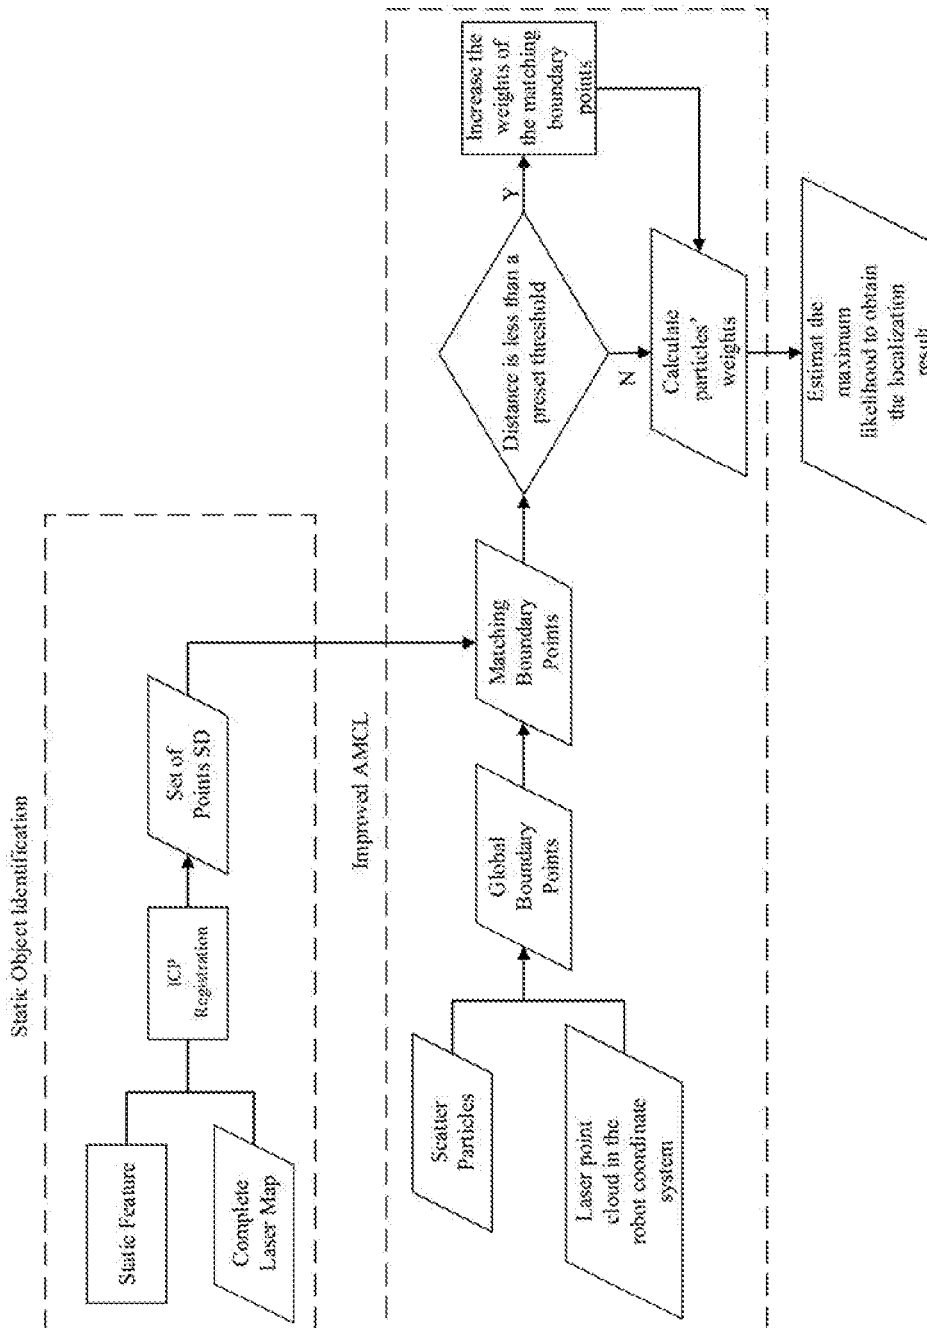 Static Object Identification
Static Feature
Complete
Laser Map
ICP
Registration
Set of
Points SD
Improved AMCL
Scatter
Particles
Laser point
cloud in the
robot coordinate
system
Global
Boundary
Points
Matching
Boundary
Points
Distance is less than a
preset threshold
Y
N
Increase the
weights of
the matching
boundary
points
Calculate
particles'
weights
Estimat the
maximum
likelihood to obtain
the localization
result